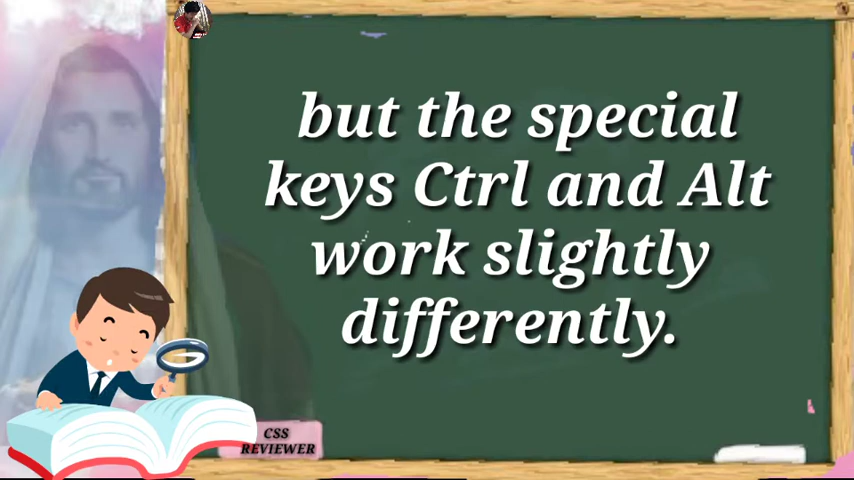 but the special
keys Ctrl and Alt
work slightly
differently.
CSS
REVIEWER